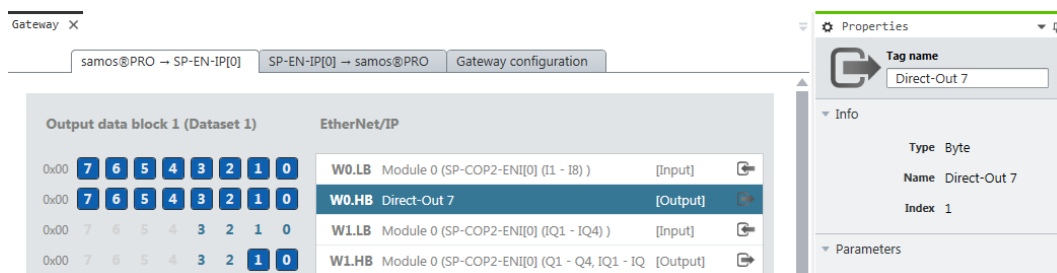 Gateway ✕
samos®PRO → SP-EN-IP[0] SP-EN-IP[0] → samos®PRO Gateway configuration
Output data block 1 (Dataset 1) EtherNet/IP
0x00 7 6 5 4 3 2 1 0 W0.LB Module 0 (SP-COP2-ENI[0] (I1 - I8) ) [Input]
0x00 7 6 5 4 3 2 1 0 W0.HB Direct-Out 7 [Output]
0x00 7 6 5 4 3 2 1 0 W1.LB Module 0 (SP-COP2-ENI[0] (IQ1 - IQ4) ) [Input]
0x00 7 6 5 4 3 2 1 0 W1.HB Module 0 (SP-COP2-ENI[0] (Q1 - Q4, IQ1 - IQ [Output]
Properties
Tag name
Direct-Out 7
Info
Type Byte
Name Direct-Out 7
Index 1
Parameters